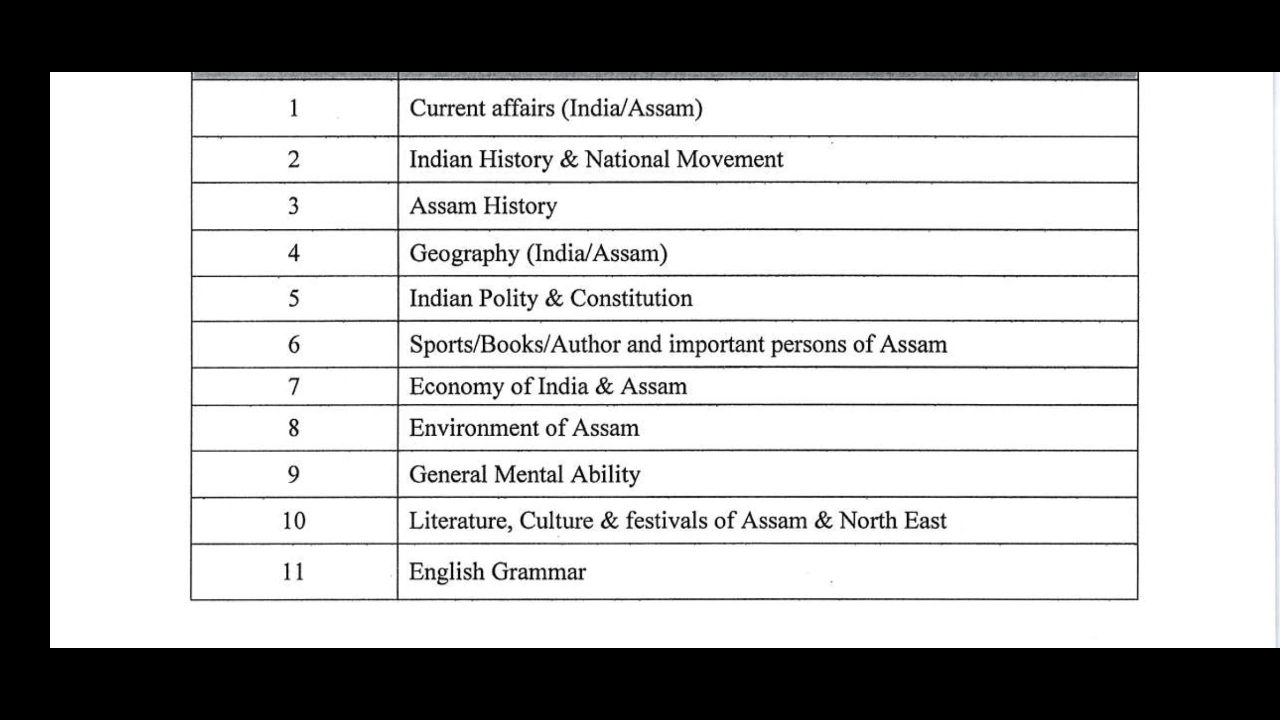 1 Current affairs (India/Assam)
2 Indian History & National Movement
3 Assam History
4 Geography (India/Assam)
5 Indian Polity & Constitution
6 Sports/Books/Author and important persons of Assam
7 Economy of India & Assam
8 Environment of Assam
9 General Mental Ability
10 Literature, Culture & festivals of Assam & North East
11 English Grammar